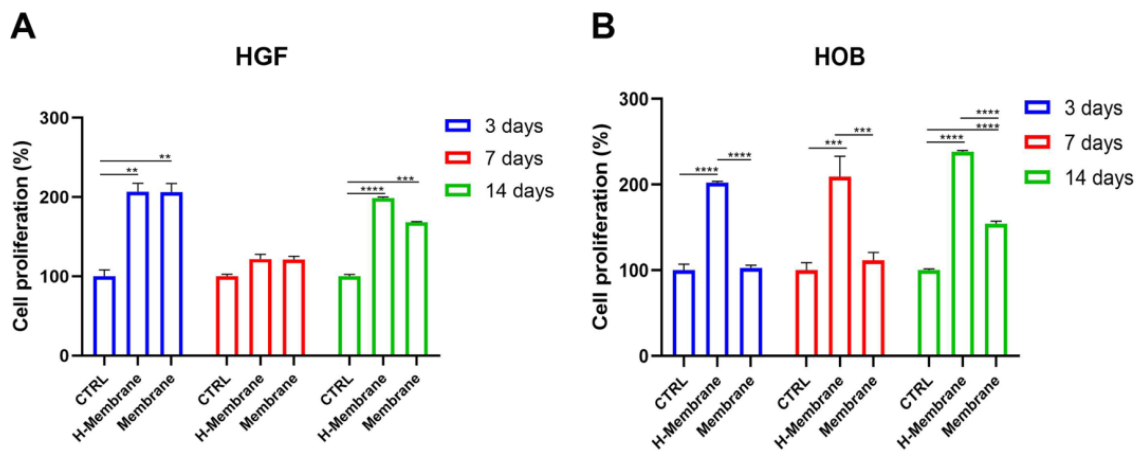 A
HGF
Cell proliferation (%)
300
200
100
0
3 days
7 days
14 days
**
**
****
***
CTRL
H-Membrane
Membrane
CTRL
H-Membrane
Membrane
CTRL
H-Membrane
Membrane
B
HOB
Cell proliferation (%)
300
200
100
0
3 days
7 days
14 days
****
****
***
***
****
****
****
CTRL
H-Membrane
Membrane
CTRL
H-Membrane
Membrane
CTRL
H-Membrane
Membrane